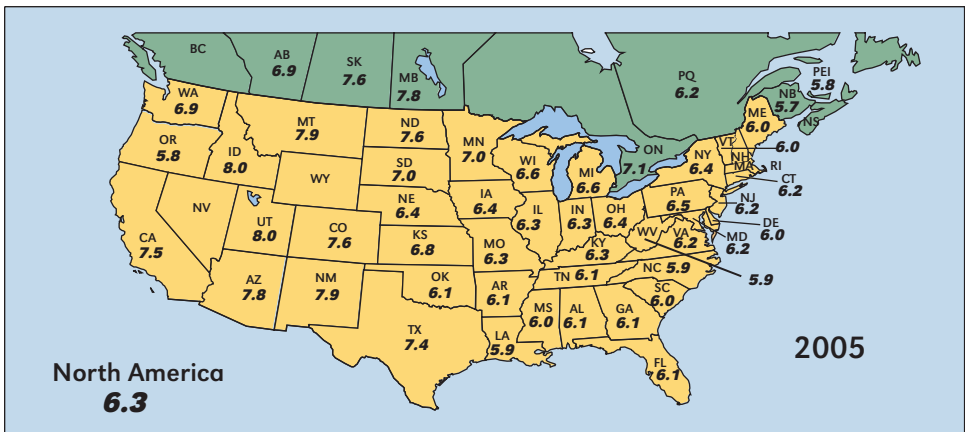 BC
AB
6.9
SK
7.6
MB
7.8
PQ
6.2
PEI
5.8
NB
5.7
NS
WA
6.9
MT
7.9
ND
7.6
MN
7.0
ME
6.0
VT
6.0
NH
MA
RI
OR
5.8
ID
8.0
WY
SD
7.0
WI
6.6
MI
6.6
ON
7.1
NY
6.4
CT
6.2
NV
UT
8.0
CO
7.6
NE
6.4
IA
6.4
IL
6.3
IN
6.3
OH
6.4
PA
6.5
NJ
6.2
DE
6.0
MD
6.2
CA
7.5
KS
6.8
MO
6.3
KY
6.3
WV
5.9
VA
6.2
AZ
7.8
NM
7.9
OK
6.1
AR
6.1
TN 6.1
NC 5.9
SC
6.0
TX
7.4
LA
5.9
MS
6.0
AL
6.1
GA
6.1
FL
6.1
2005
North America
6.3